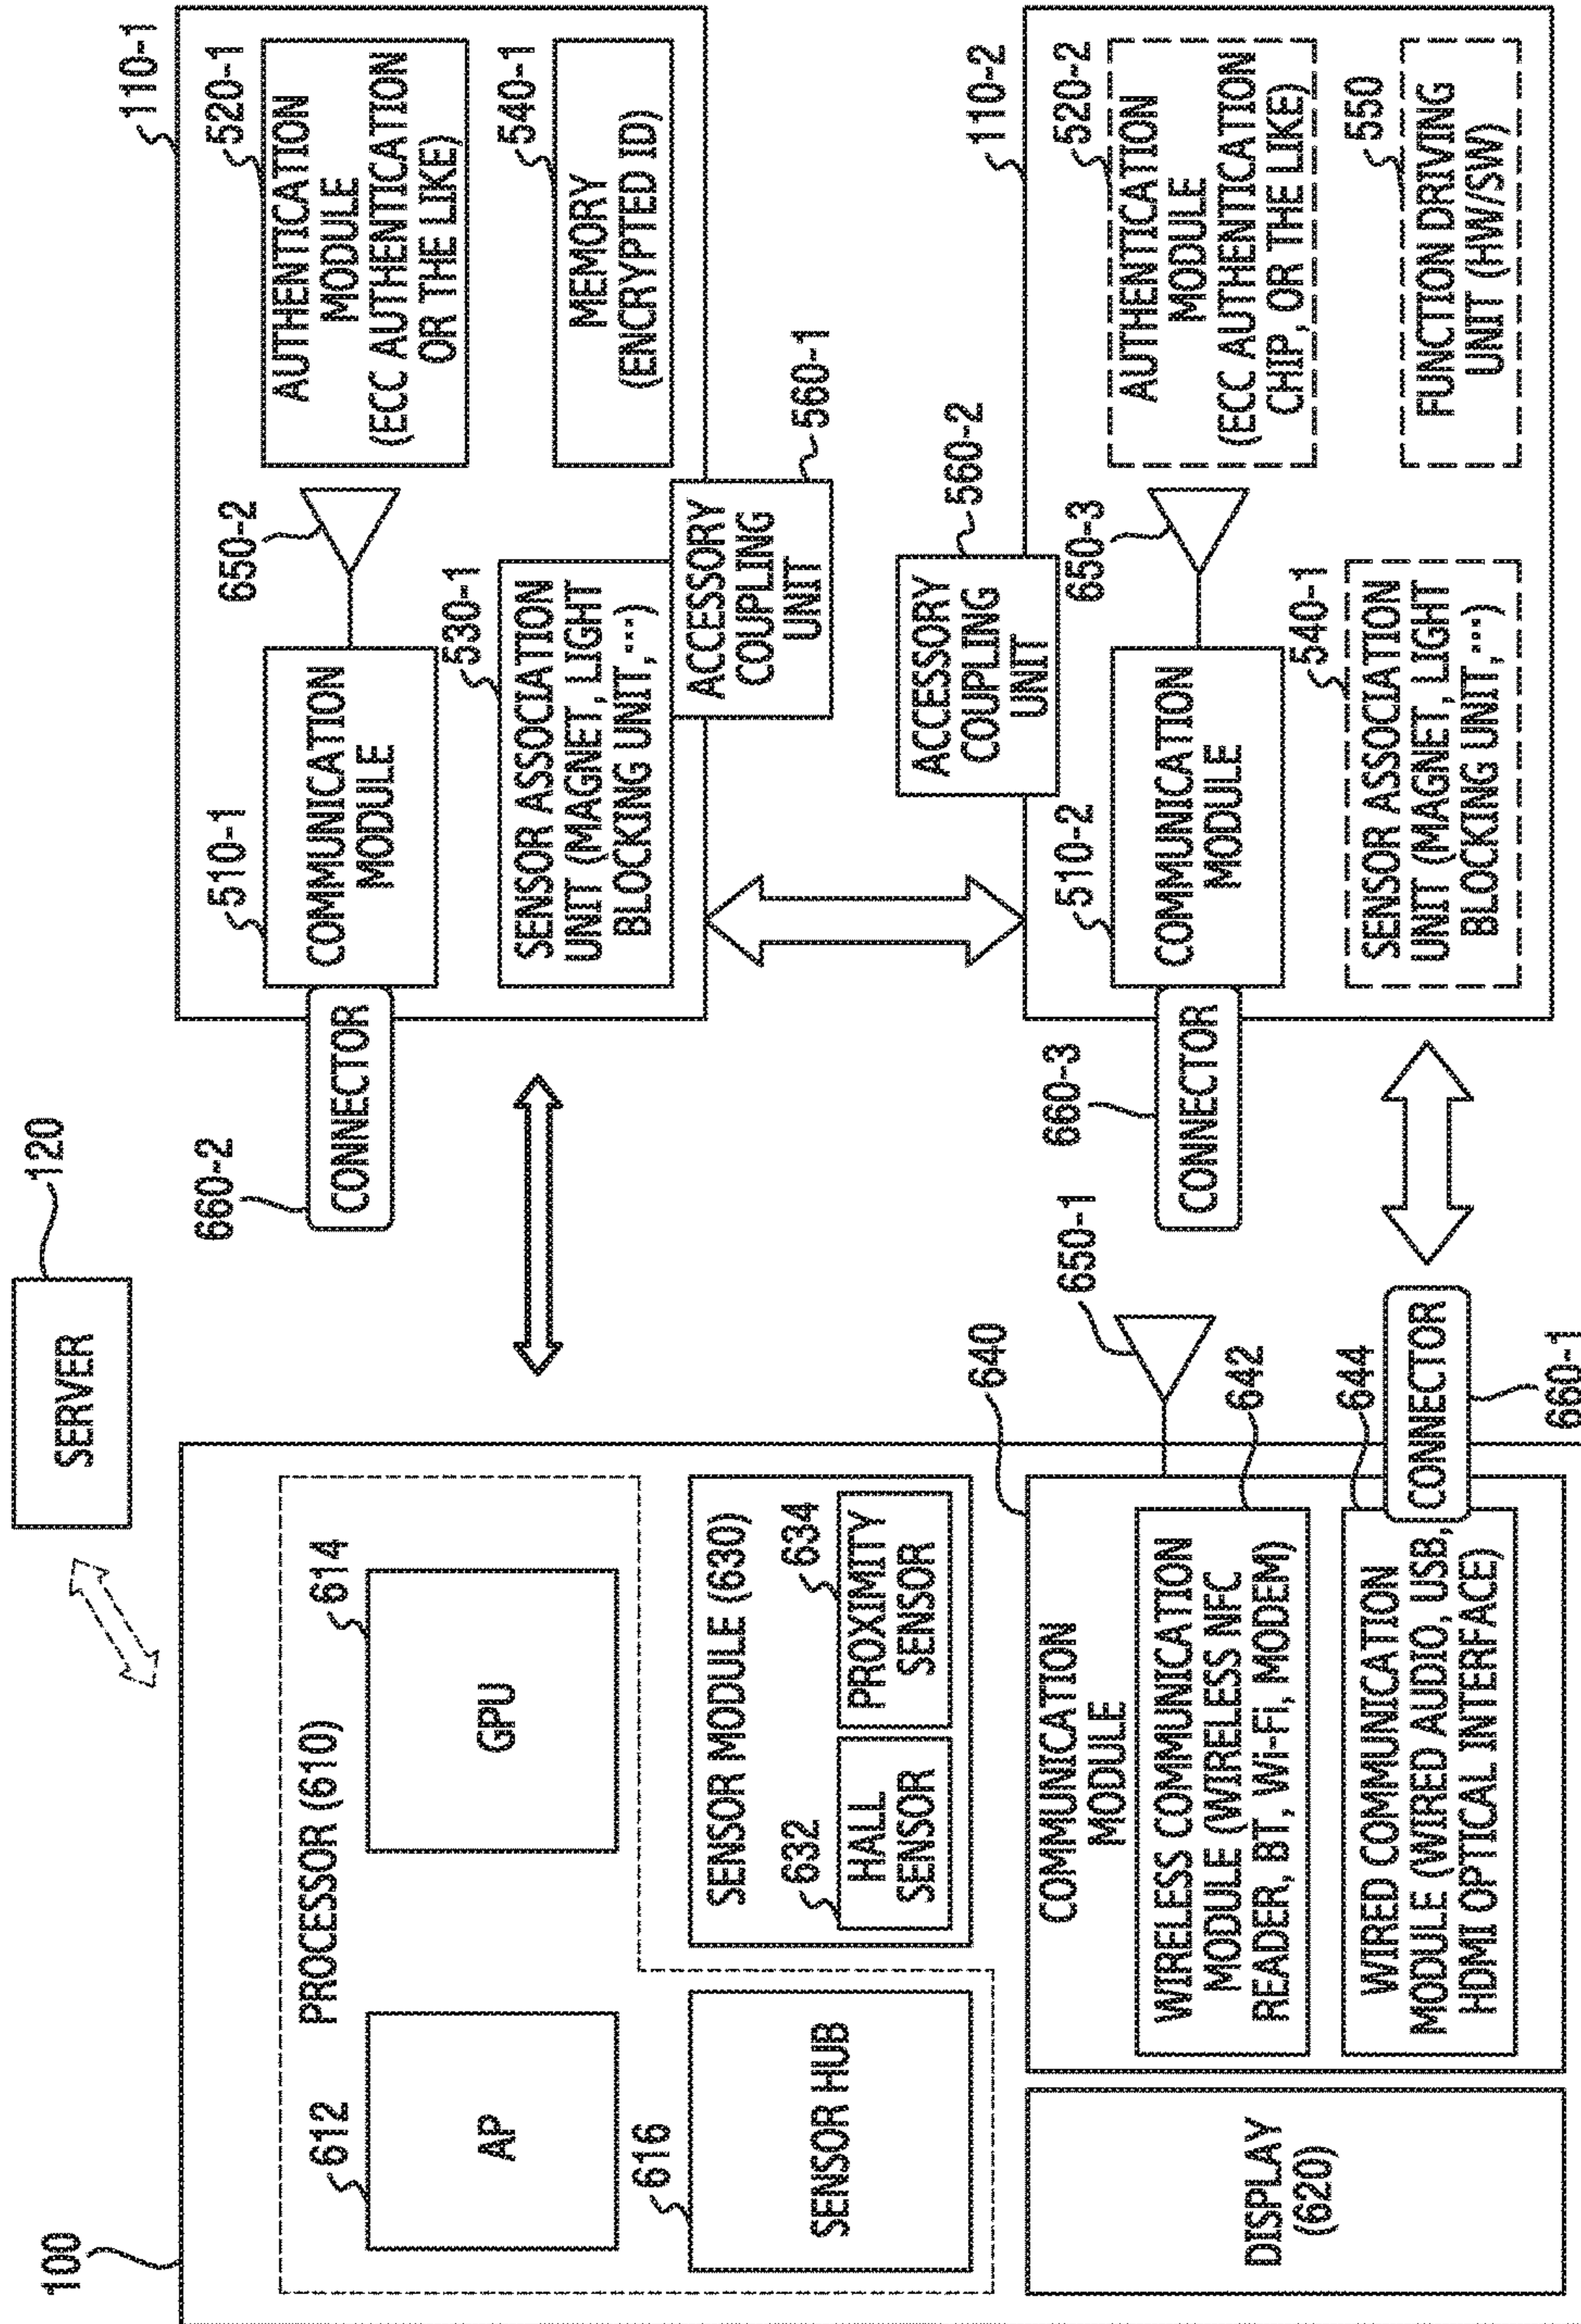 SERVER
120
100
PROCESSOR (610)
612
AP
614
GPU
616
SENSOR HUB
SENSOR MODULE (630)
632
HALL
SENSOR
634
PROXIMITY
SENSOR
DISPLAY
(620)
640
COMMUNICATION
MODULE
650-1
642
WIRELESS COMMUNICATION
MODULE (WIRELESS NFC
READER, BT, WI-FI, MODEM)
644
WIRED COMMUNICATION
MODULE (WIRED AUDIO, USB,
HDMI OPTICAL INTERFACE)
CONNECTOR
660-1
110-1
660-2
CONNECTOR
510-1
COMMUNICATION
MODULE
650-2
520-1
AUTHENTICATION
MODULE
(ECC AUTHENTICATION
OR THE LIKE)
530-1
SENSOR ASSOCIATION
UNIT (MAGNET, LIGHT
BLOCKING UNIT,---)
540-1
MEMORY
(ENCRYPTED ID)
ACCESSORY
COUPLING
UNIT
560-1
ACCESSORY
COUPLING
UNIT
560-2
110-2
660-3
CONNECTOR
510-2
COMMUNICATION
MODULE
650-3
520-2
AUTHENTICATION
MODULE
(ECC AUTHENTICATION
CHIP, OR THE LIKE)
540-1
SENSOR ASSOCIATION
UNIT (MAGNET, LIGHT
BLOCKING UNIT,---)
550
FUNCTION DRIVING
UNIT (HW/SW)